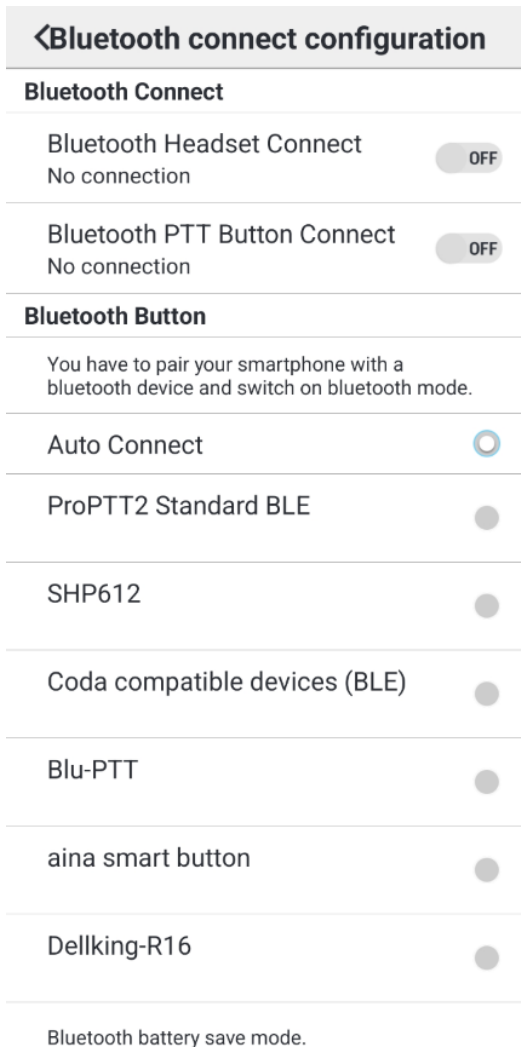 Bluetooth connect configuration
Bluetooth Connect
Bluetooth Headset Connect
OFF
No connection
Bluetooth PTT Button Connect
OFF
No connection
Bluetooth Button
You have to pair your smartphone with a
bluetooth device and switch on bluetooth mode.
Auto Connect
ProPTT2 Standard BLE
SHP612
Coda compatible devices (BLE)
Blu-PTT
aina smart button
Dellking-R16
Bluetooth battery save mode.